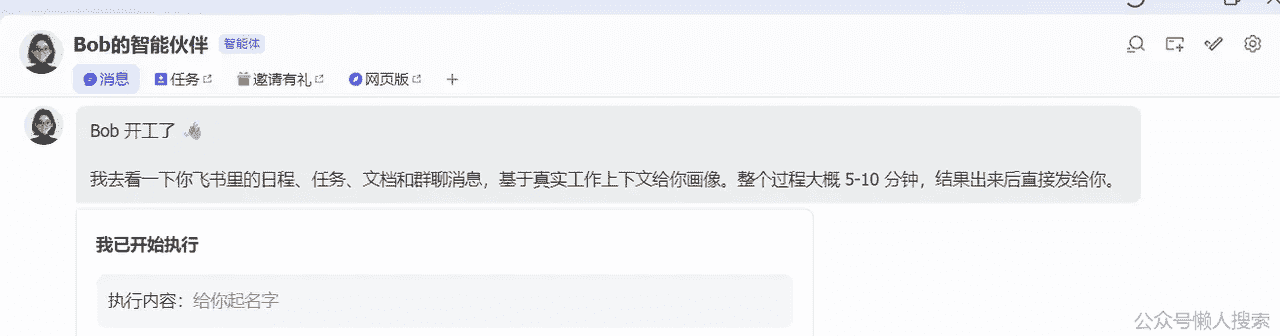 Bob的智能伙伴 智能体
消息 任务 邀请有礼 网页版 +
Bob 开工了
我去看一下你飞书里的日程、任务、文档和群聊消息，基于真实工作上下文给你画像。整个过程大概 5-10 分钟，结果出来后直接发给你。
我已开始执行
执行内容：给你起名字
公众号懒人搜索